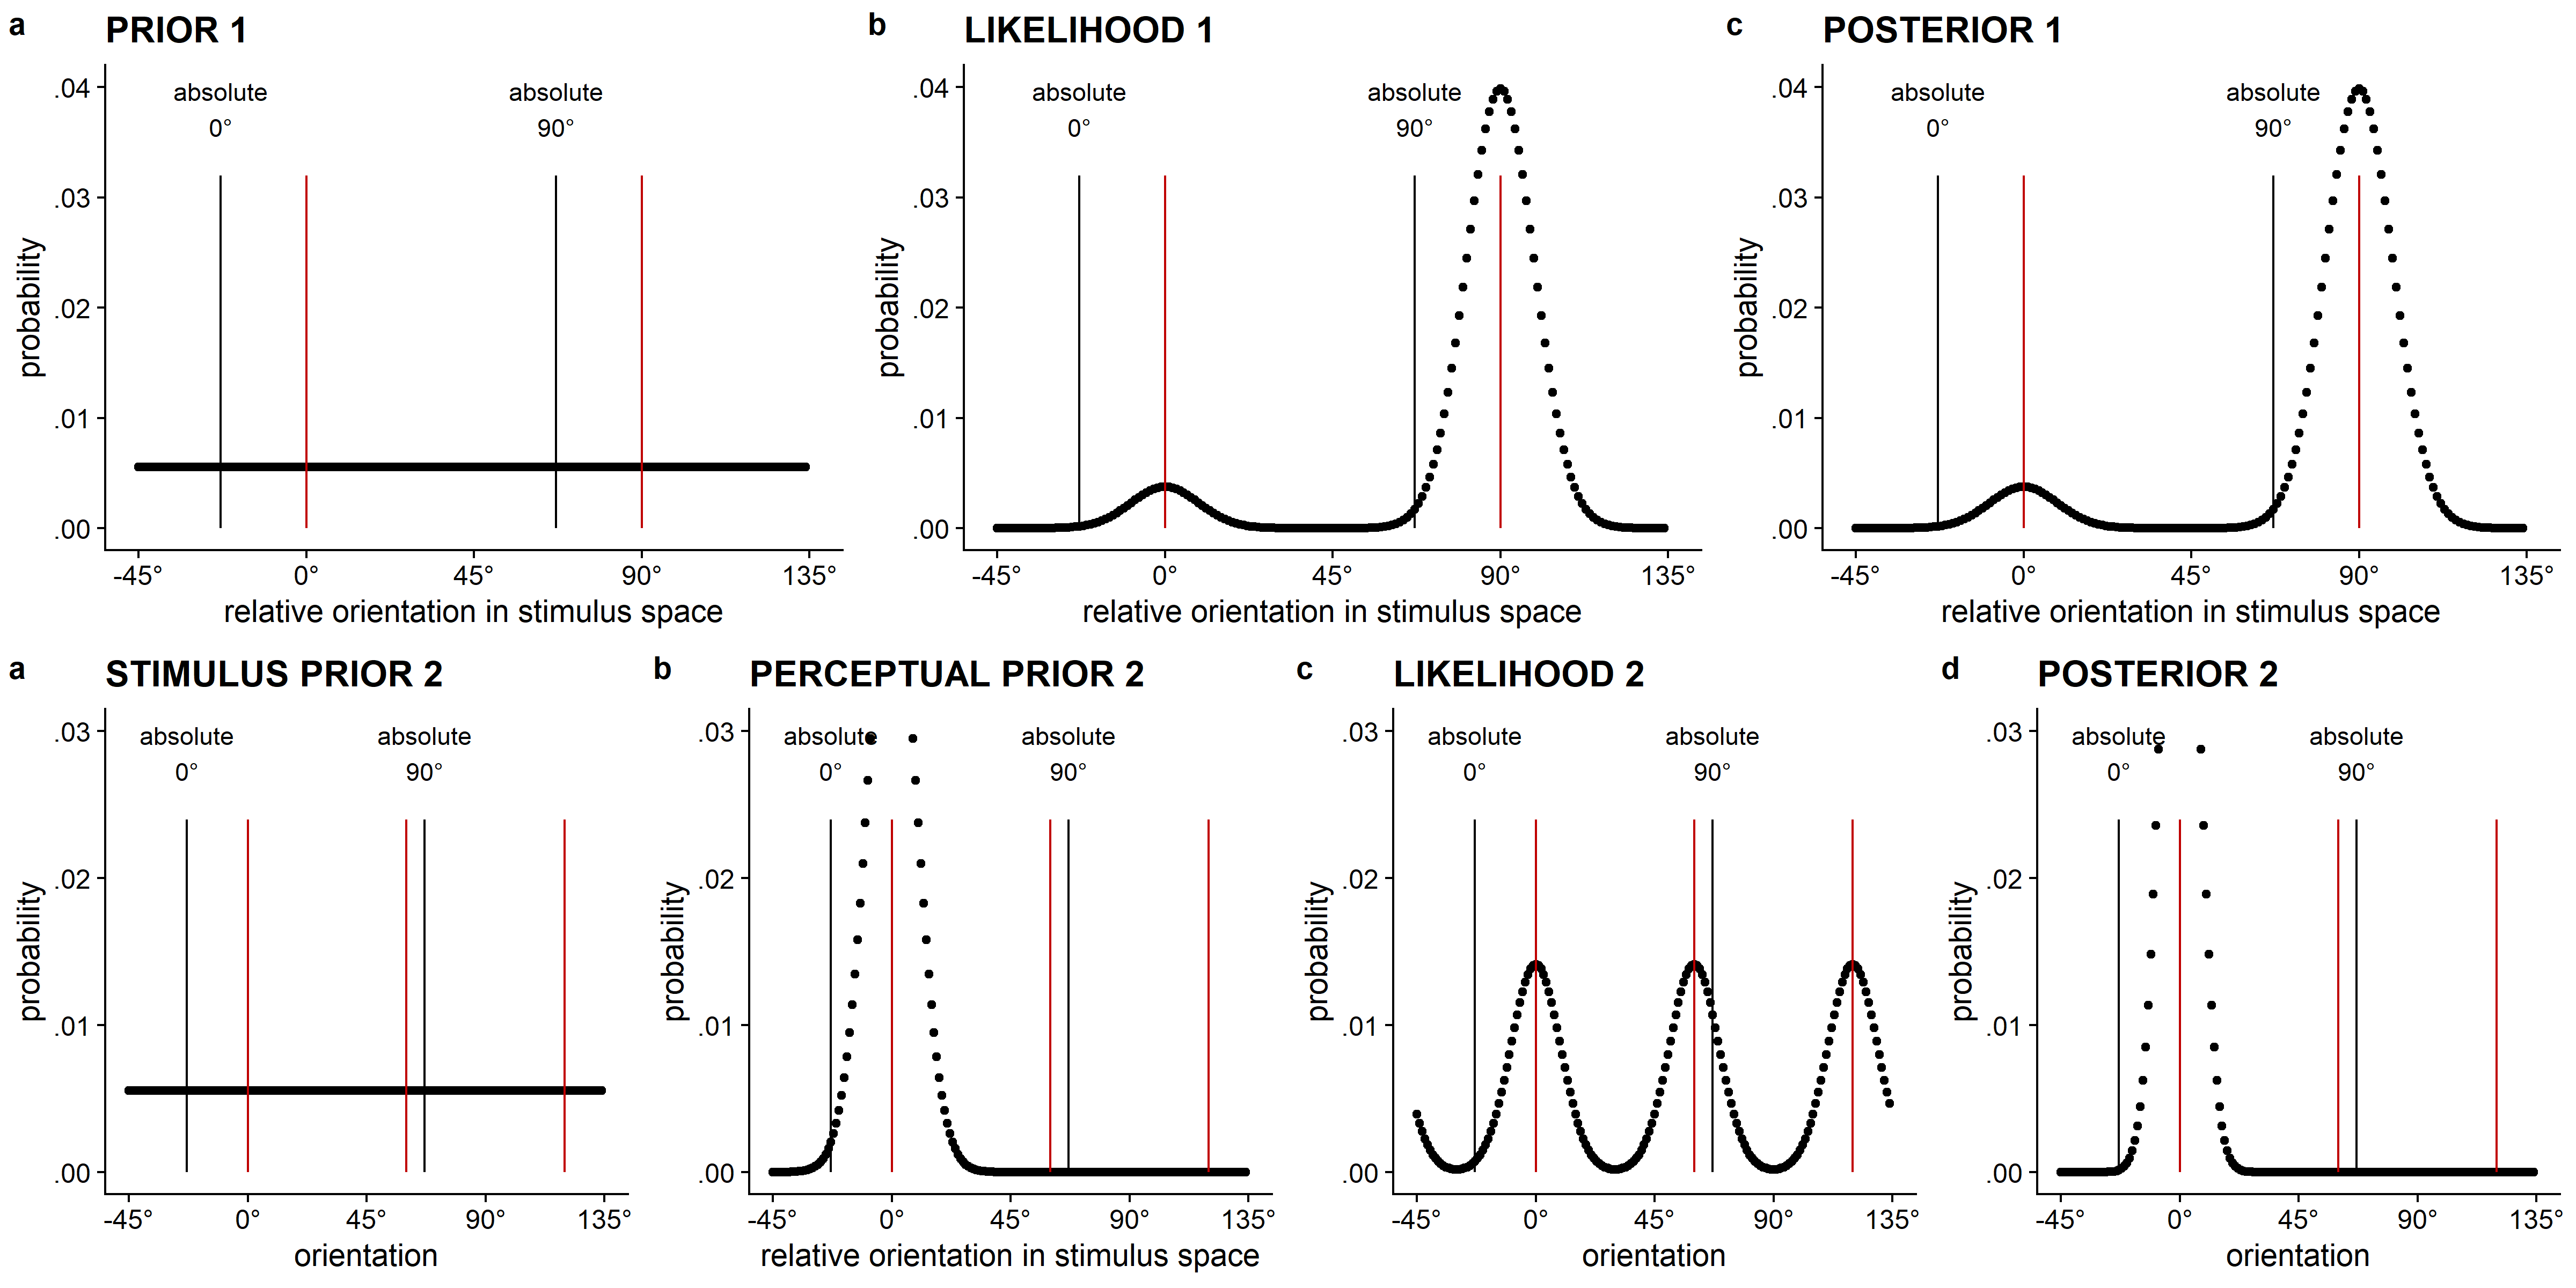 a PRIOR 1
absolute absolute
0° 90°
.04
.03
.02
.01
.00
probability
-45° 0° 45° 90° 135°
relative orientation in stimulus space
b LIKELIHOOD 1
absolute absolute
0° 90°
.04
.03
.02
.01
.00
probability
-45° 0° 45° 90° 135°
relative orientation in stimulus space
c POSTERIOR 1
absolute absolute
0° 90°
.04
.03
.02
.01
.00
probability
-45° 0° 45° 90° 135°
relative orientation in stimulus space
a STIMULUS PRIOR 2
absolute absolute
0° 90°
.03
.02
.01
.00
probability
-45° 0° 45° 90° 135°
orientation
b PERCEPTUAL PRIOR 2
absolute absolute
0° 90°
.03
.02
.01
.00
probability
-45° 0° 45° 90° 135°
relative orientation in stimulus space
c LIKELIHOOD 2
absolute absolute
0° 90°
.03
.02
.01
.00
probability
-45° 0° 45° 90° 135°
orientation
d POSTERIOR 2
absolute absolute
0° 90°
.03
.02
.01
.00
probability
-45° 0° 45° 90° 135°
orientation